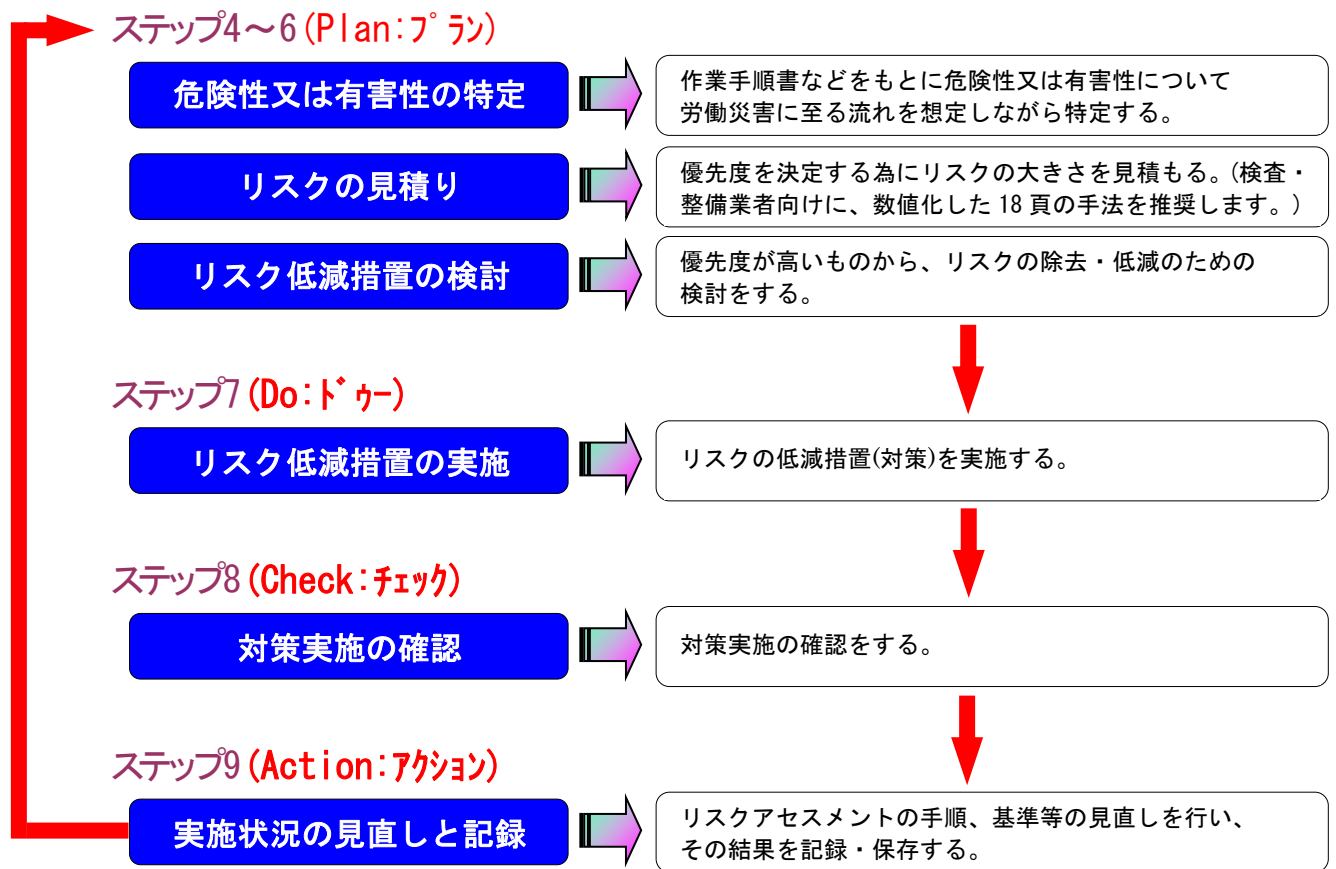 ステップ4～6(Plan:プラン)
危険性又は有害性の特定
作業手順書などをもとに危険性又は有害性について
労働災害に至る流れを想定しながら特定する。
リスクの見積り
優先度を決定する為にリスクの大きさを見積もる。(検査・
整備業者向けに、数値化した 18 頁の手法を推奨します。)
リスク低減措置の検討
優先度が高いものから、リスクの除去・低減のための
検討をする。
ステップ7(Do:ドゥー)
リスク低減措置の実施
リスクの低減措置(対策)を実施する。
ステップ8(Check:チェック)
対策実施の確認
対策実施の確認をする。
ステップ9(Action:アクション)
実施状況の見直しと記録
リスクアセスメントの手順、基準等の見直しを行い、
その結果を記録・保存する。